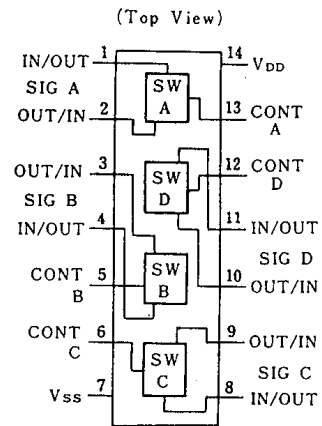 (Top View)
1 14
IN/OUT VDD
SIG A SW A
2 13
OUT/IN CONT A
3 12
OUT/IN CONT D
SIG B SW D
4 11
IN/OUT IN/OUT
SIG D
5 10
CONT B SW B OUT/IN
6 9
CONT C OUT/IN
SW C SIG C
7 8
VSS IN/OUT